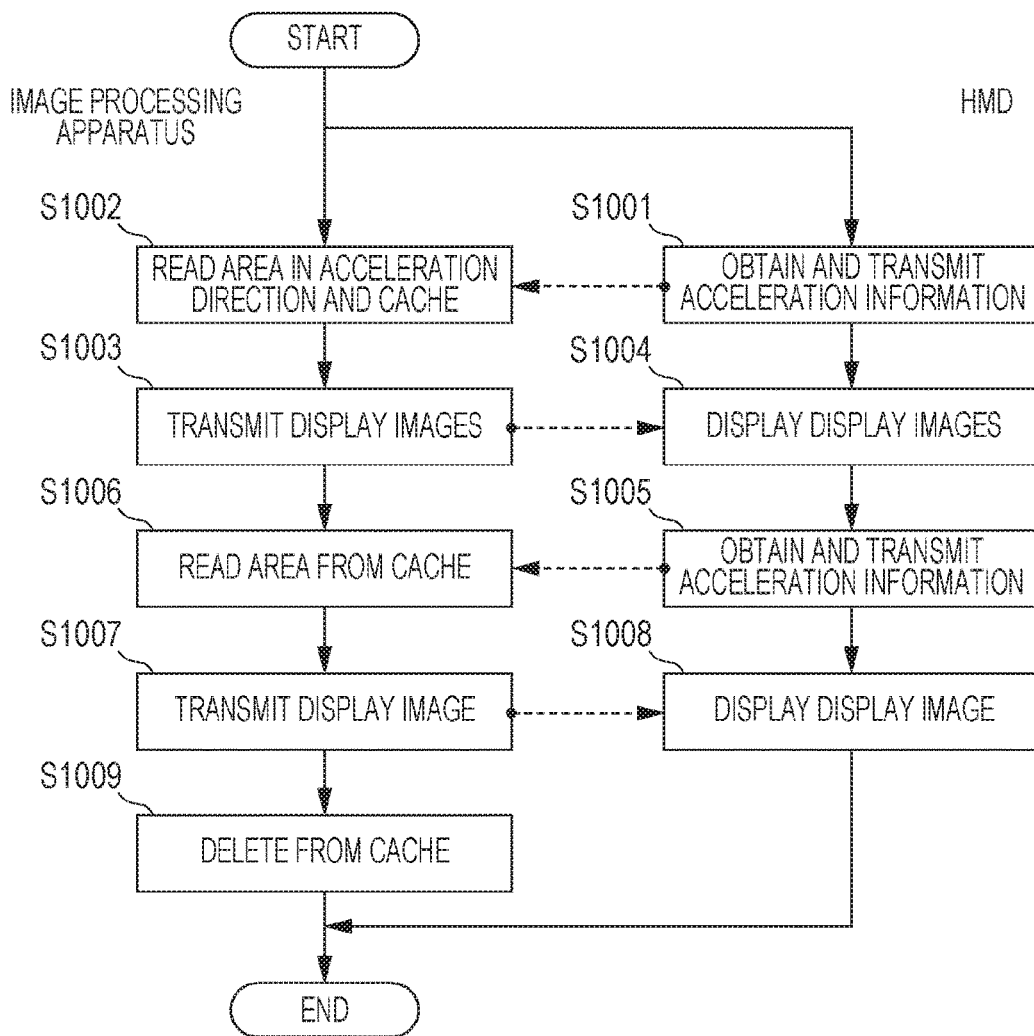 START
IMAGE PROCESSING
APPARATUS
HMD
S1002
S1001
READ AREA IN ACCELERATION
DIRECTION AND CACHE
OBTAIN AND TRANSMIT
ACCELERATION INFORMATION
S1003
S1004
TRANSMIT DISPLAY IMAGES
DISPLAY DISPLAY IMAGES
S1006
S1005
READ AREA FROM CACHE
OBTAIN AND TRANSMIT
ACCELERATION INFORMATION
S1007
S1008
TRANSMIT DISPLAY IMAGE
DISPLAY DISPLAY IMAGE
S1009
DELETE FROM CACHE
END